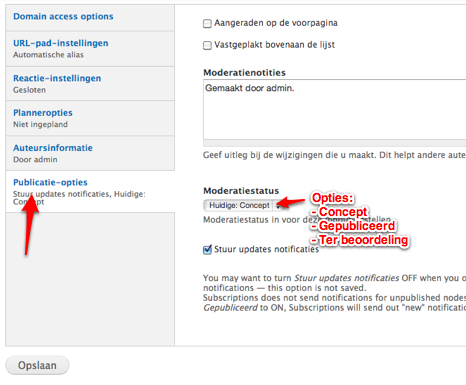 Domain access options
URL-pad-instellingen
Automatische alias
Reactie-instellingen
Gesloten
Planneropties
Niet ingepland
Auteursinformatie
Door admin
Publicatie-opties
Stuur updates notificaties, Huidige:
Concept
Aangeraden op de voorpagina
Vastgeplakt bovenaan de lijst
Moderatienotities
Gemaakt door admin.
Geef uitleg bij de wijzigingen die u maakt. Dit helpt andere aute
Moderatiestatus
Huidige: Concept
Moderatiestatus in voor deze instellen
Opties:
- Concept
- Gepubliceerd
- Ter beoordeling
Stuur updates notificaties
You may want to turn Stuur updates notificaties OFF when you
notifications — this option is not saved.
Subscriptions does not send notifications for unpublished nodes
Gepubliceerd to ON, Subscriptions will send out "new" notificatio
Opslaan